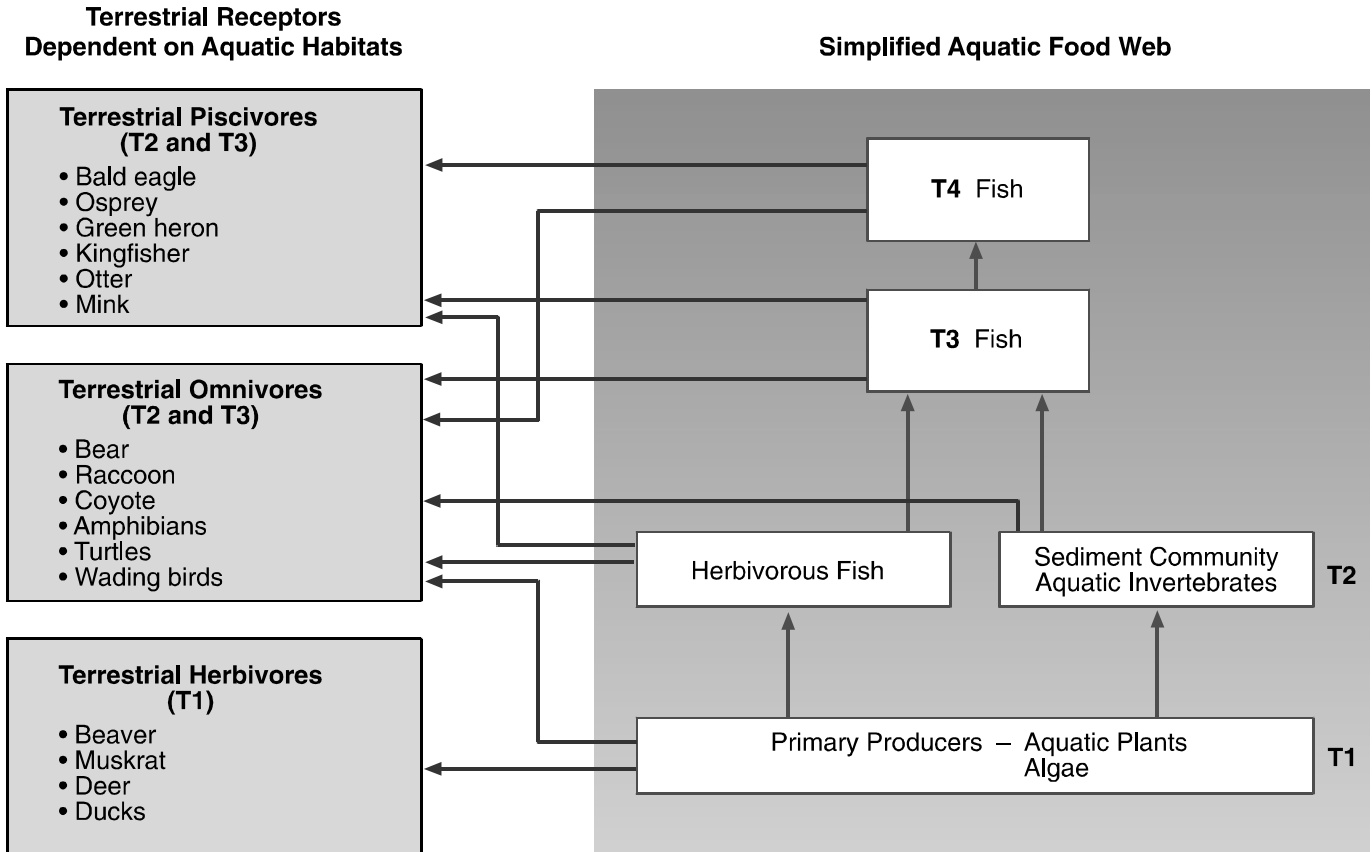 Terrestrial Receptors
Dependent on Aquatic Habitats
Simplified Aquatic Food Web
Terrestrial Piscivores
(T2 and T3)
• Bald eagle
• Osprey
• Green heron
• Kingfisher
• Otter
• Mink
Terrestrial Omnivores
(T2 and T3)
• Bear
• Raccoon
• Coyote
• Amphibians
• Turtles
• Wading birds
Terrestrial Herbivores
(T1)
• Beaver
• Muskrat
• Deer
• Ducks
T4 Fish
T3 Fish
Herbivorous Fish
Sediment Community
Aquatic Invertebrates
T2
Primary Producers – Aquatic Plants
Algae
T1